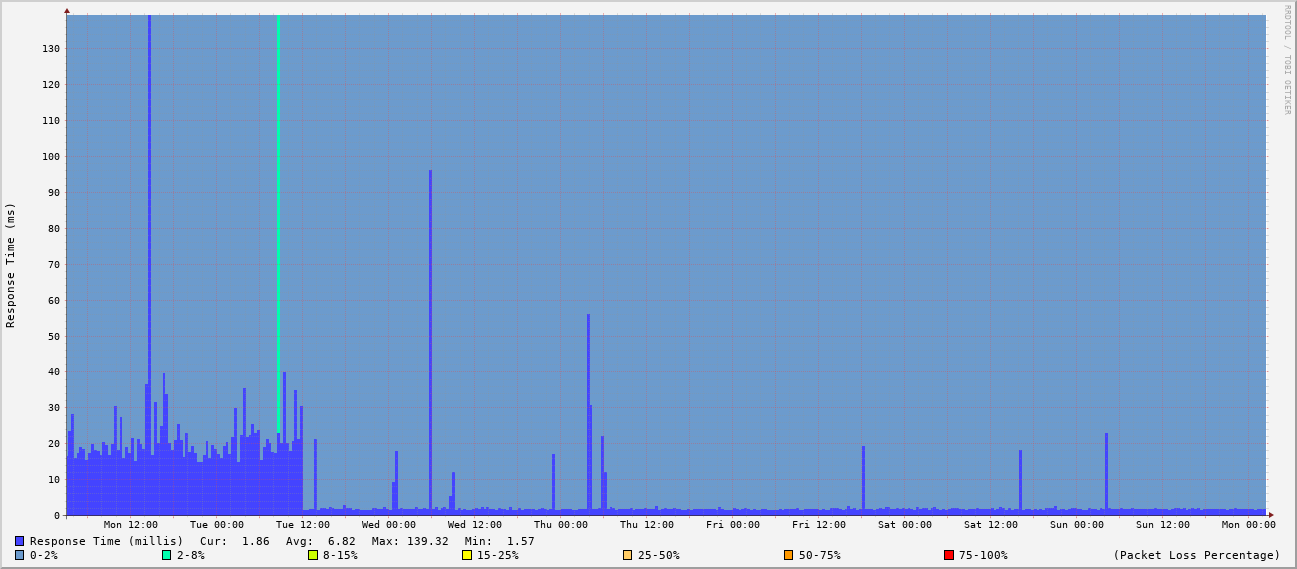 RRDTOOL / TOBI OETIKER
Response Time (ms)
130
120
110
100
90
80
70
60
50
40
30
20
10
0
Mon 12:00 Tue 00:00 Tue 12:00 Wed 00:00 Wed 12:00 Thu 00:00 Thu 12:00 Fri 00:00 Fri 12:00 Sat 00:00 Sat 12:00 Sun 00:00 Sun 12:00 Mon 00:00
Response Time (millis) Cur: 1.86 Avg: 6.82 Max: 139.32 Min: 1.57
0-2% 2-8% 8-15% 15-25% 25-50% 50-75% 75-100% (Packet Loss Percentage)